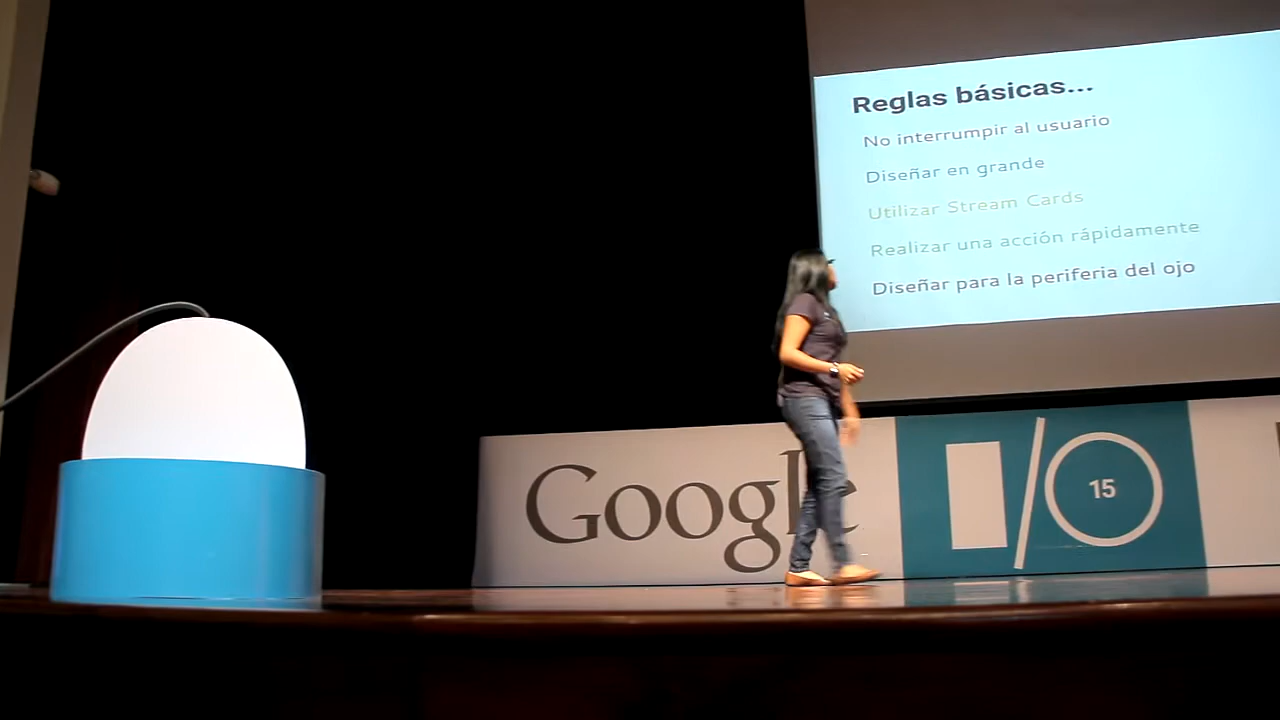 Reglas básicas...
No interrumpir al usuario
Diseñar en grande
Utilizar Stream Cards
Realizar una acción rápidamente
Diseñar para la periferia del ojo
Google
I/O
15